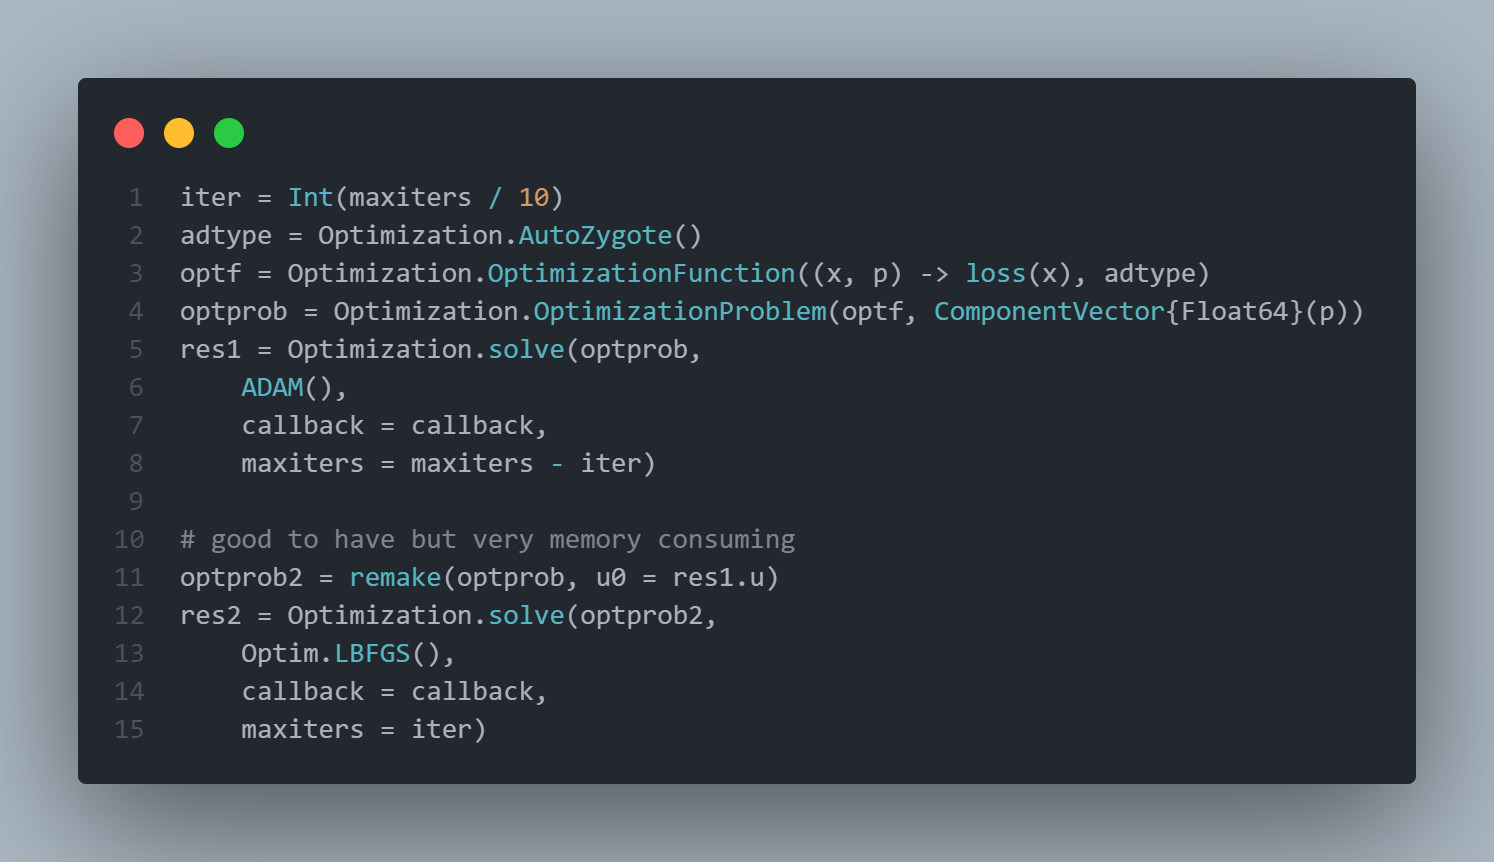 1 iter = Int(maxiters / 10)
2 adtype = Optimization.AutoZygote()
3 optf = Optimization.OptimizationFunction((x, p) -> loss(x), adtype)
4 optprob = Optimization.OptimizationProblem(optf, ComponentVector{Float64}(p))
5 res1 = Optimization.solve(optprob,
6     ADAM(),
7     callback = callback,
8     maxiters = maxiters - iter)
9
10 # good to have but very memory consuming
11 optprob2 = remake(optprob, u0 = res1.u)
12 res2 = Optimization.solve(optprob2,
13     Optim.LBFGS(),
14     callback = callback,
15     maxiters = iter)